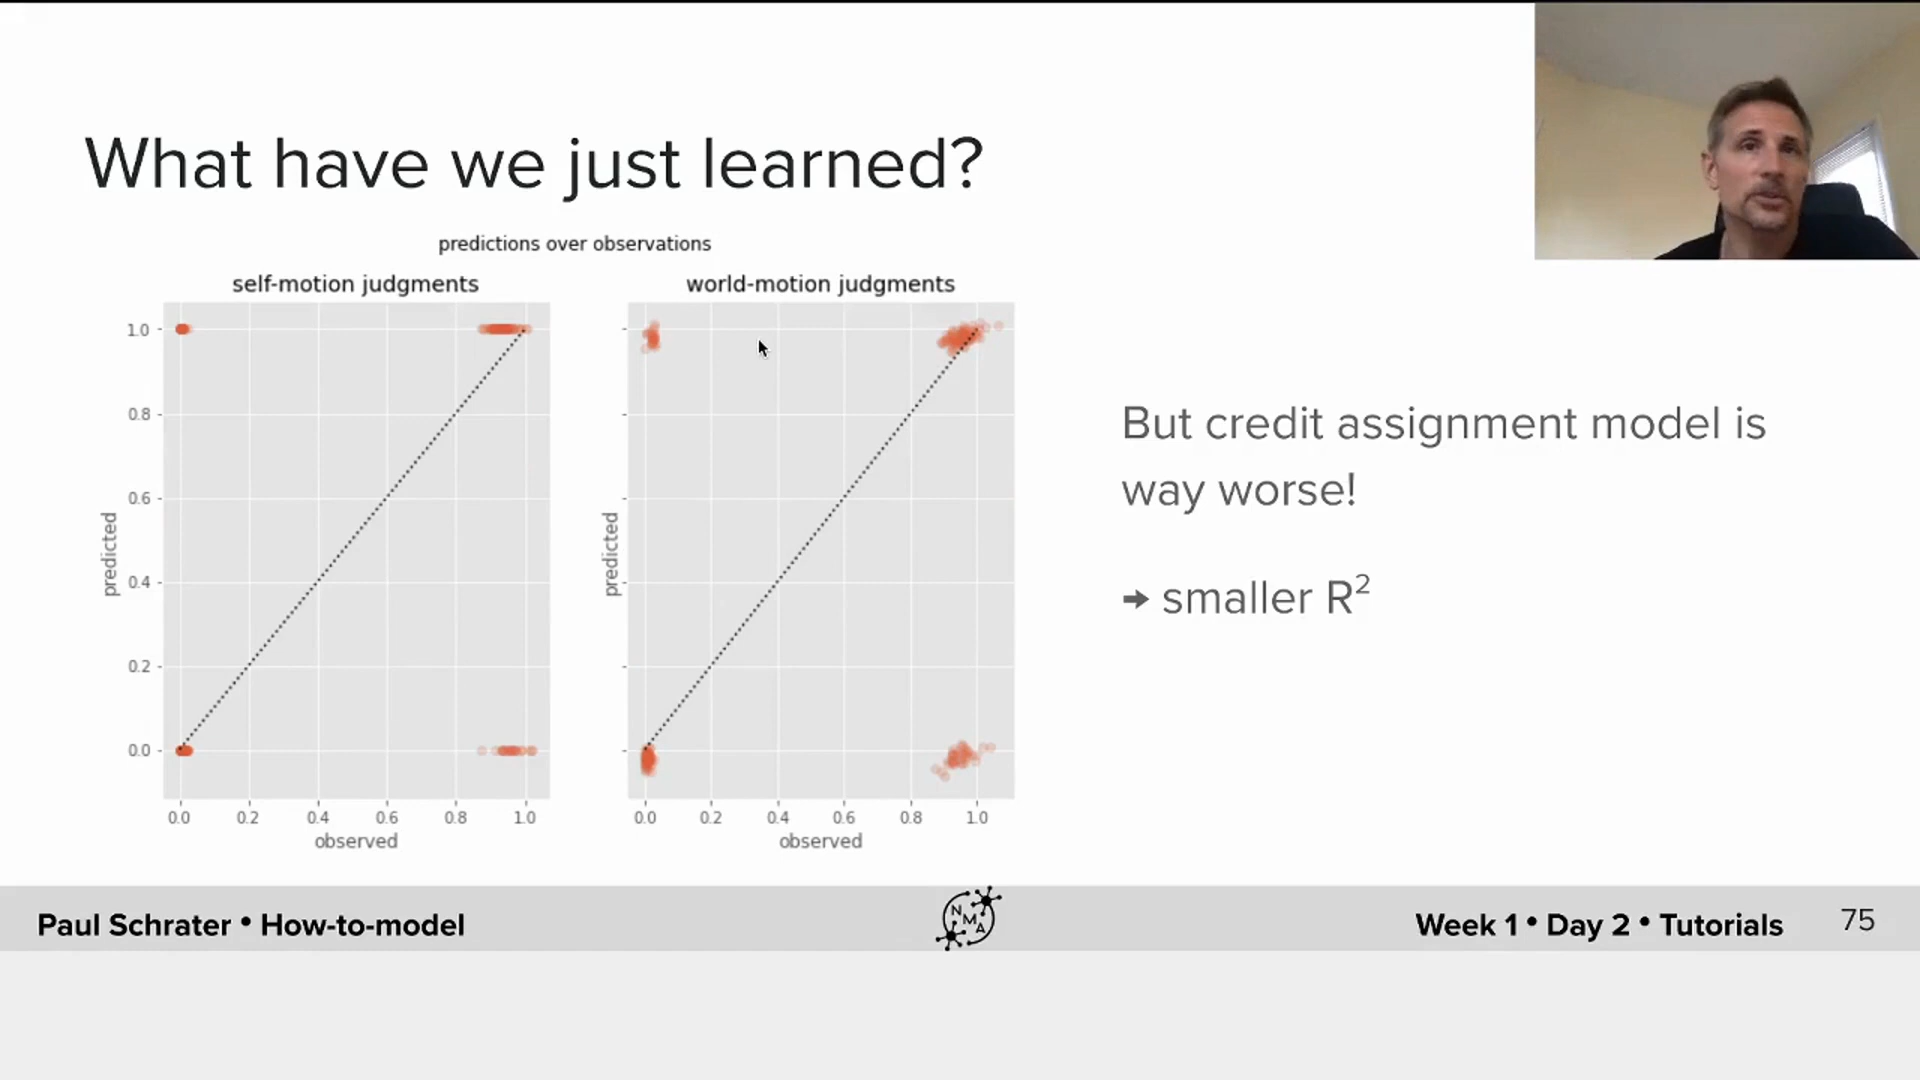 What have we just learned?
predictions over observations
self-motion judgments
world-motion judgments
1.0
0.8
0.6
0.4
0.2
0.0
predicted
0.0 0.2 0.4 0.6 0.8 1.0
observed
predicted
0.0 0.2 0.4 0.6 0.8 1.0
observed
But credit assignment model is
way worse!
➜ smaller R²
Paul Schrater • How-to-model
N
M
A
Week 1 • Day 2 • Tutorials 75